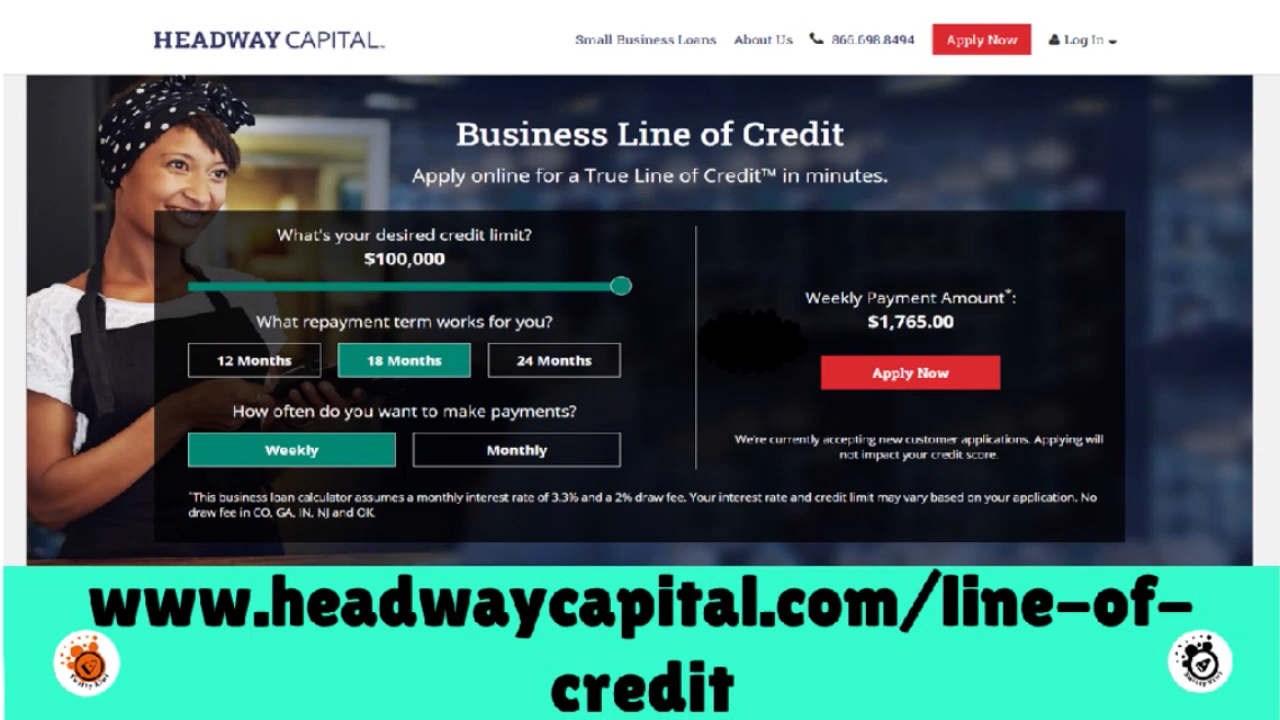 HEADWAY CAPITAL™
Small Business Loans About Us 866.698.8494 Apply Now Log In
Business Line of Credit
Apply online for a True Line of Credit™ in minutes.
What's your desired credit limit?
$100,000
What repayment term works for you?
12 Months 18 Months 24 Months
How often do you want to make payments?
Weekly Monthly
Weekly Payment Amount*:
$1,765.00
Apply Now
We're currently accepting new customer applications. Applying will
not impact your credit score.
*This business loan calculator assumes a monthly interest rate of 3.3% and a 2% draw fee. Your interest rate and credit limit may vary based on your application. No
draw fee in CO, GA, IN, NJ and OK.
www.headwaycapital.com/line-of-
credit